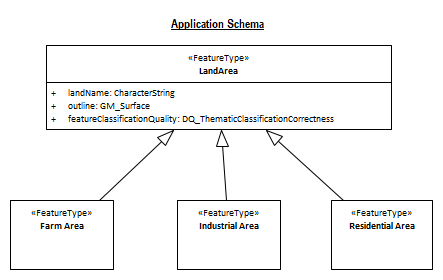 Application Schema
«FeatureType»
LandArea
+ landName: CharacterString
+ outline: GM_Surface
+ featureClassificationQuality: DQ_ThematicClassificationCorrectness
«FeatureType» «FeatureType» «FeatureType»
Farm Area Industrial Area Residential Area